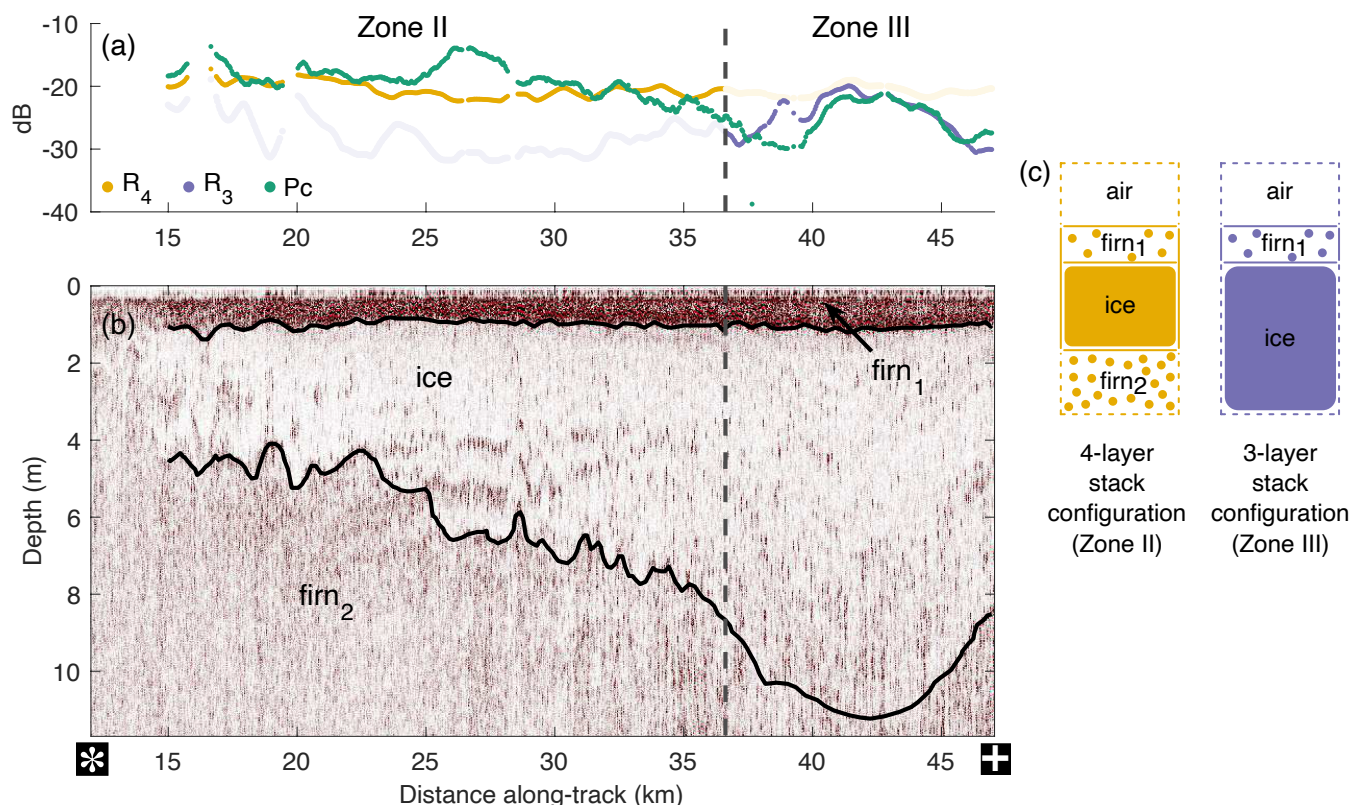 Zone II
Zone III
(a)
-10
-20
-30
-40
dB
R4
R3
Pc
15
20
25
30
35
40
45
(b)
0
2
4
6
8
10
Depth (m)
ice
firn1
firn2
15
20
25
30
35
40
45
Distance along-track (km)
(c)
air
firn1
ice
firn2
4-layer
stack
configuration
(Zone II)
air
firn1
ice
3-layer
stack
configuration
(Zone III)